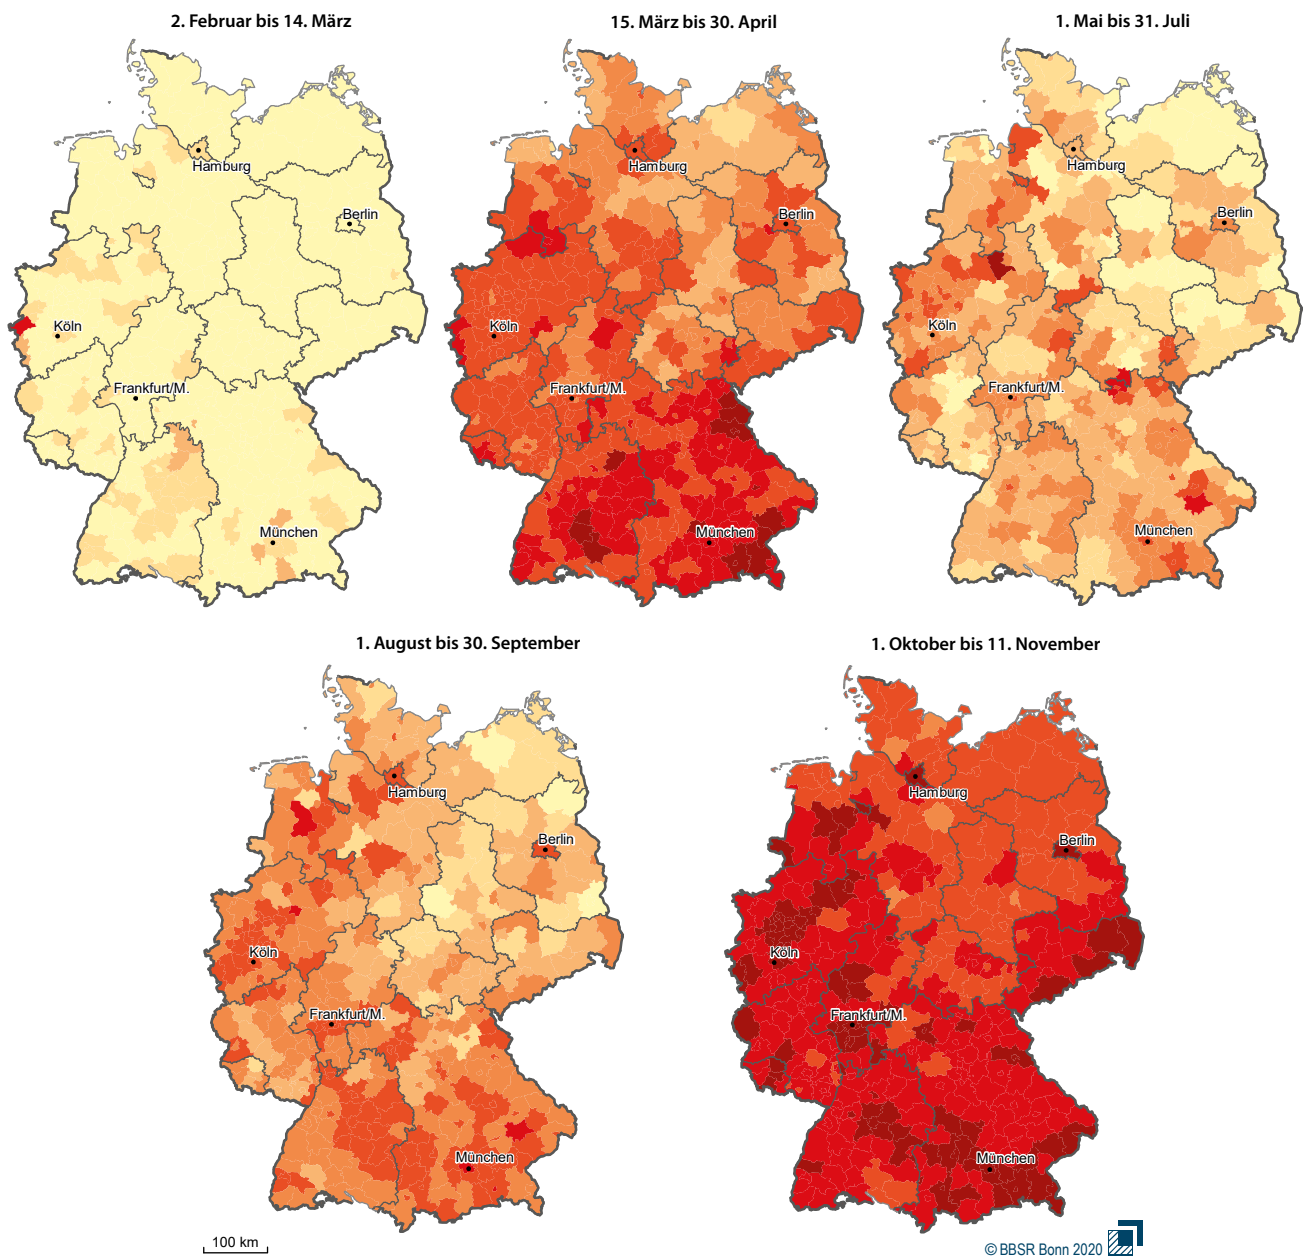 2. Februar bis 14. März
15. März bis 30. April
1. Mai bis 31. Juli
Hamburg
Berlin
Köln
Frankfurt/M.
München
Hamburg
Berlin
Köln
Frankfurt/M.
München
Hamburg
Berlin
Köln
Frankfurt/M.
München
1. August bis 30. September
1. Oktober bis 11. November
Hamburg
Berlin
Köln
Frankfurt/M.
München
Hamburg
Berlin
Köln
Frankfurt/M.
München
100 km
© BBSR Bonn 2020